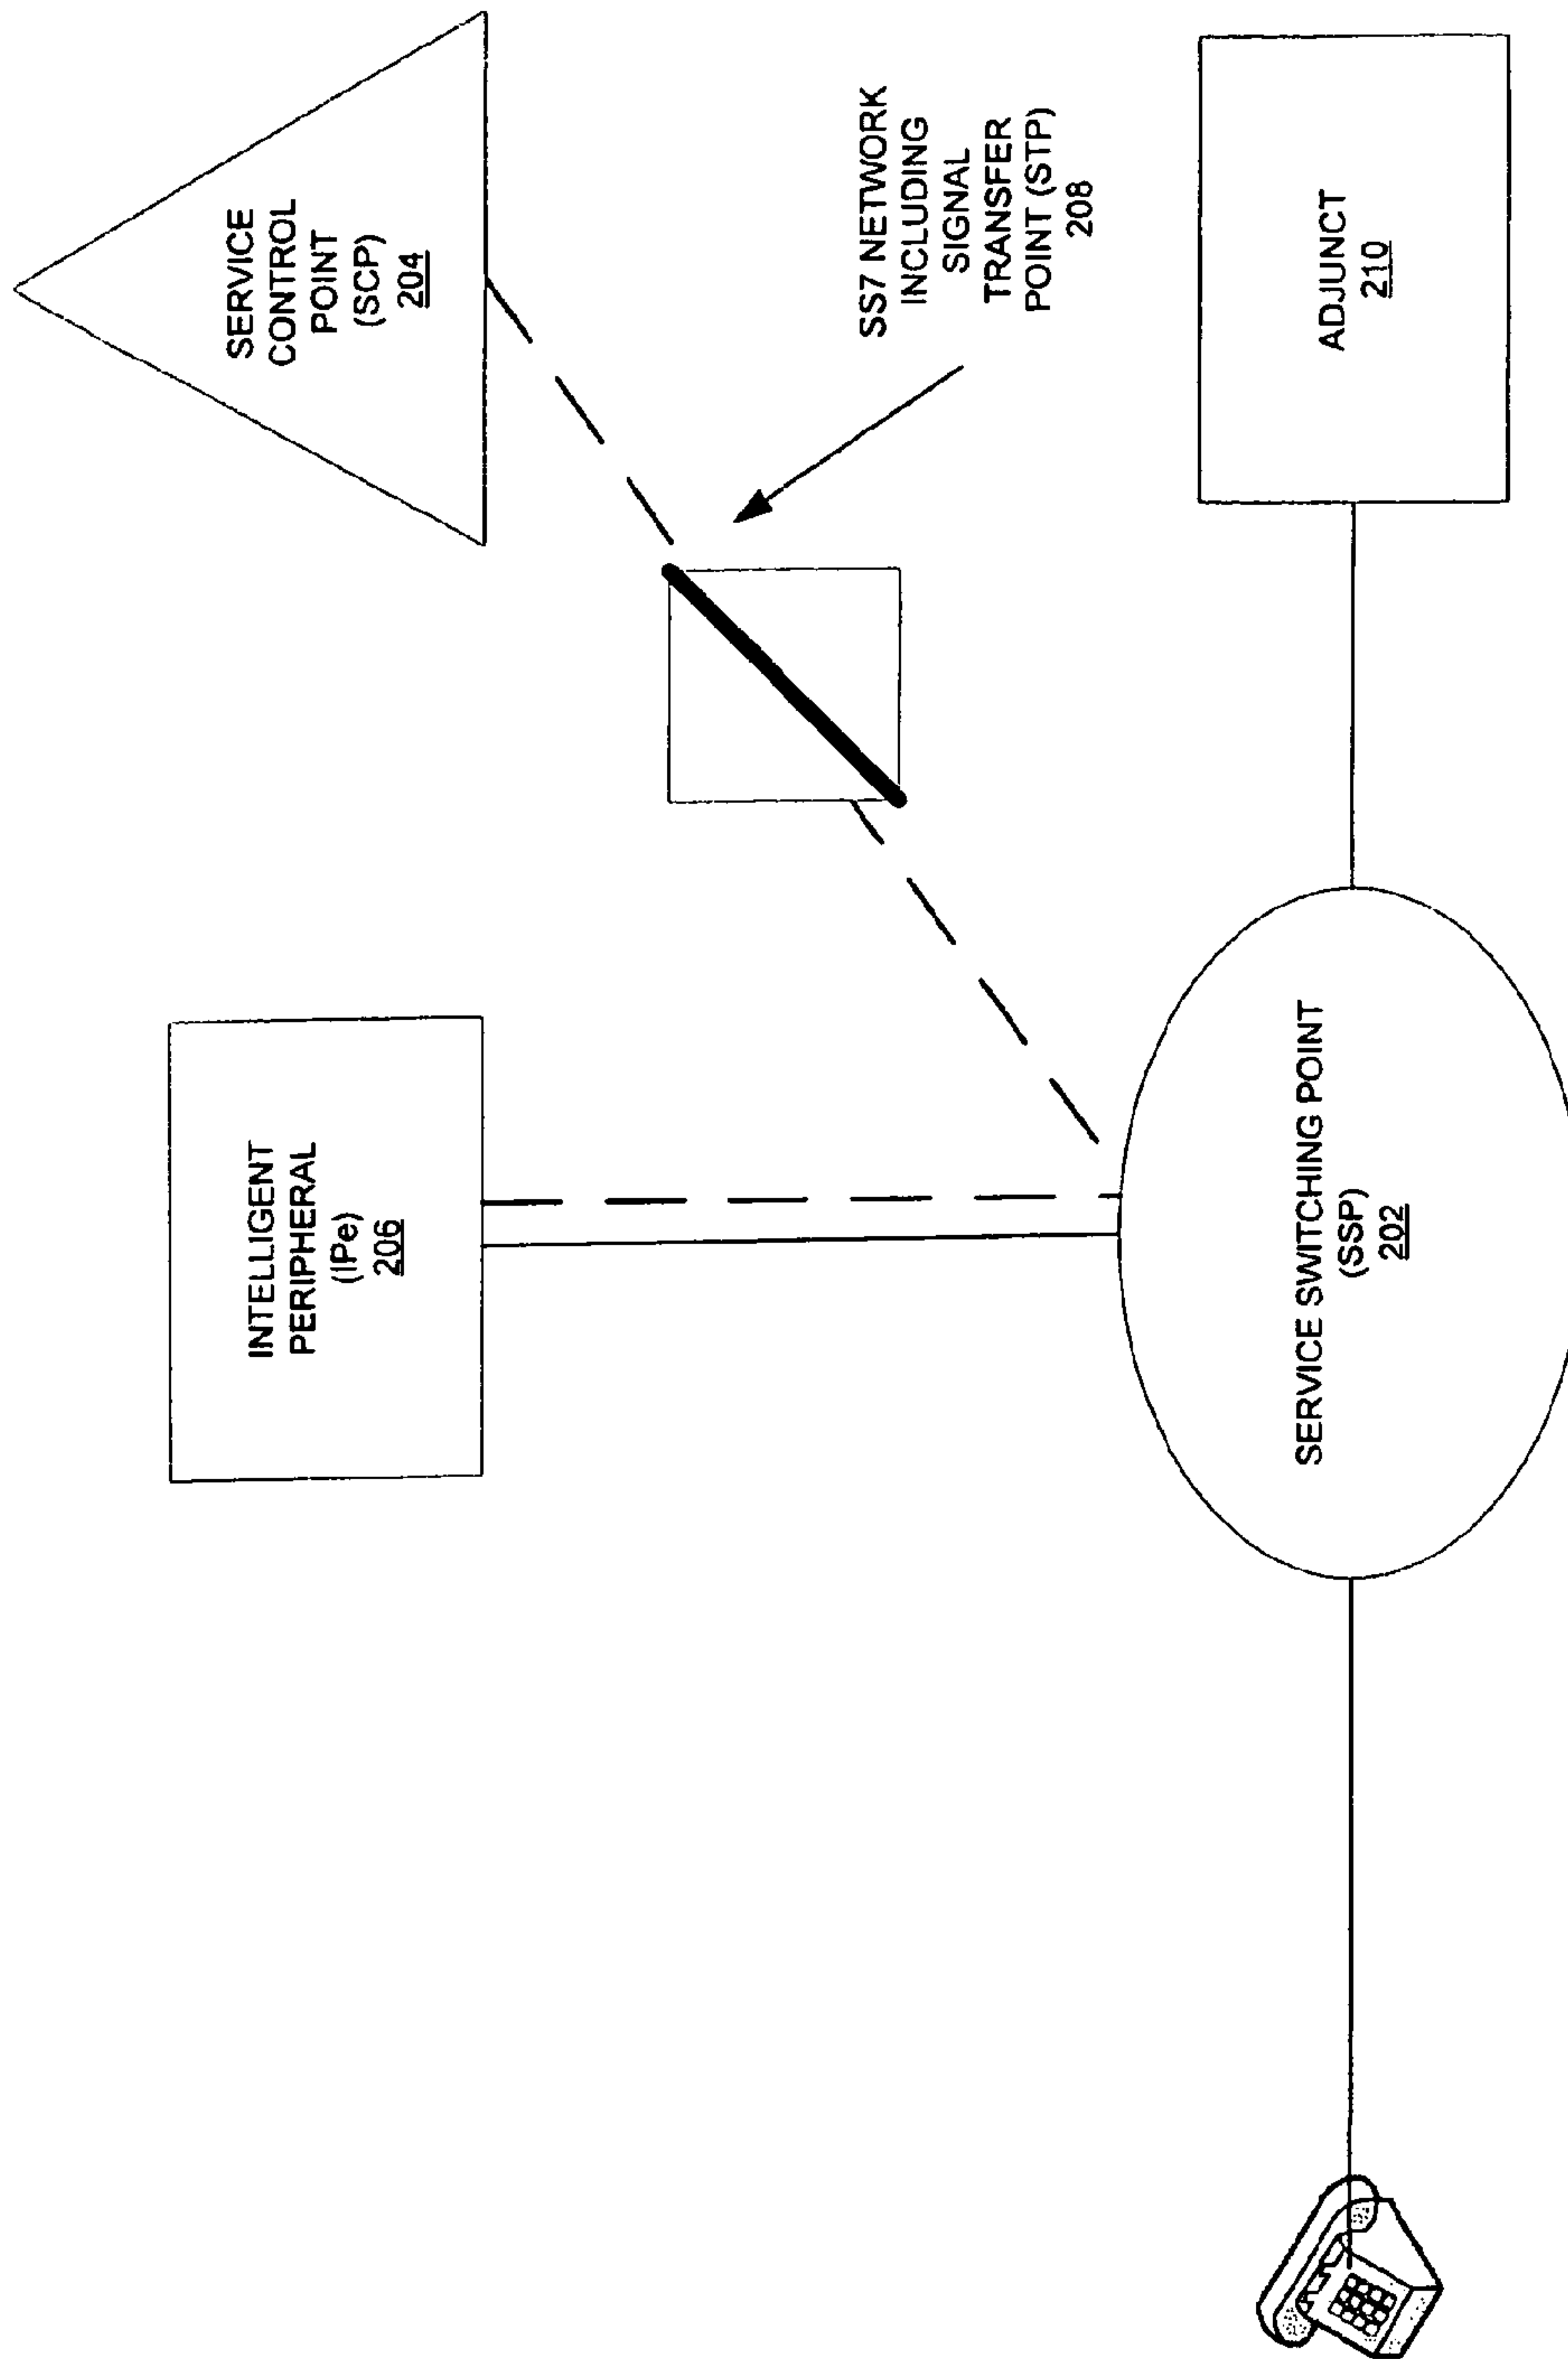 INTELLIGENT
PERIPHERAL
(IPe)
206
SERVICE
CONTROL
POINT
(SCP)
204
SS7 NETWORK
INCLUDING
SIGNAL
TRANSFER
POINT (STP)
208
SERVICE SWITCHING POINT
(SSP)
202
ADJUNCT
210